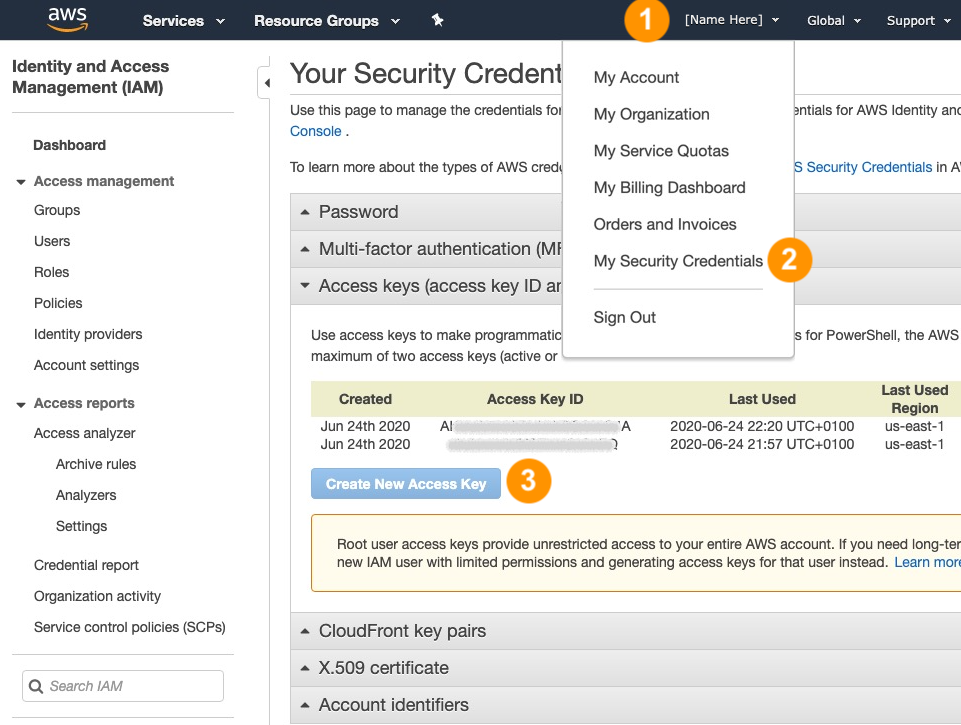 aws
Services
Resource Groups
1
[Name Here]
Global
Support
Identity and Access
Management (IAM)
Dashboard
Access management
Groups
Users
Roles
Policies
Identity providers
Account settings
Access reports
Access analyzer
Archive rules
Analyzers
Settings
Credential report
Organization activity
Service control policies (SCPs)
Search IAM
Your Security Credent
Use this page to manage the credentials for
entials for AWS Identity and
Console .
To learn more about the types of AWS crede
S Security Credentials in A
My Account
My Organization
My Service Quotas
My Billing Dashboard
Orders and Invoices
My Security Credentials
2
Sign Out
Password
Multi-factor authentication (MF
Access keys (access key ID an
Use access keys to make programmatic
s for PowerShell, the AWS
maximum of two access keys (active or
Created Access Key ID Last Used Last Used
Region
Jun 24th 2020 2020-06-24 22:20 UTC+0100 us-east-1
Jun 24th 2020 2020-06-24 21:57 UTC+0100 us-east-1
Create New Access Key
3
Root user access keys provide unrestricted access to your entire AWS account. If you need long-ter
new IAM user with limited permissions and generating access keys for that user instead. Learn more
CloudFront key pairs
X.509 certificate
Account identifiers